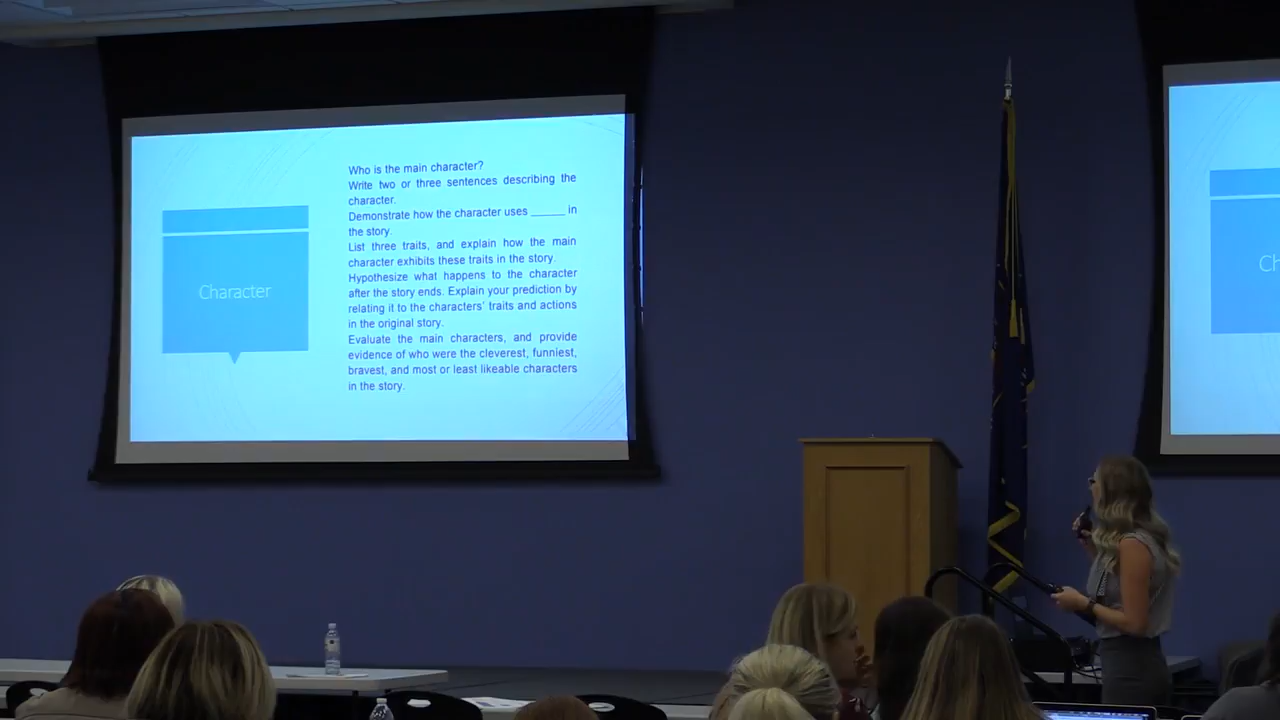 Character
Who is the main character?
Write two or three sentences describing the
character.
Demonstrate how the character uses ______ in
the story.
List three traits, and explain how the main
character exhibits these traits in the story.
Hypothesize what happens to the character
after the story ends. Explain your prediction by
relating it to the characters' traits and actions
in the original story.
Evaluate the main characters, and provide
evidence of who were the cleverest, funniest,
bravest, and most or least likeable characters
in the story.
Ch